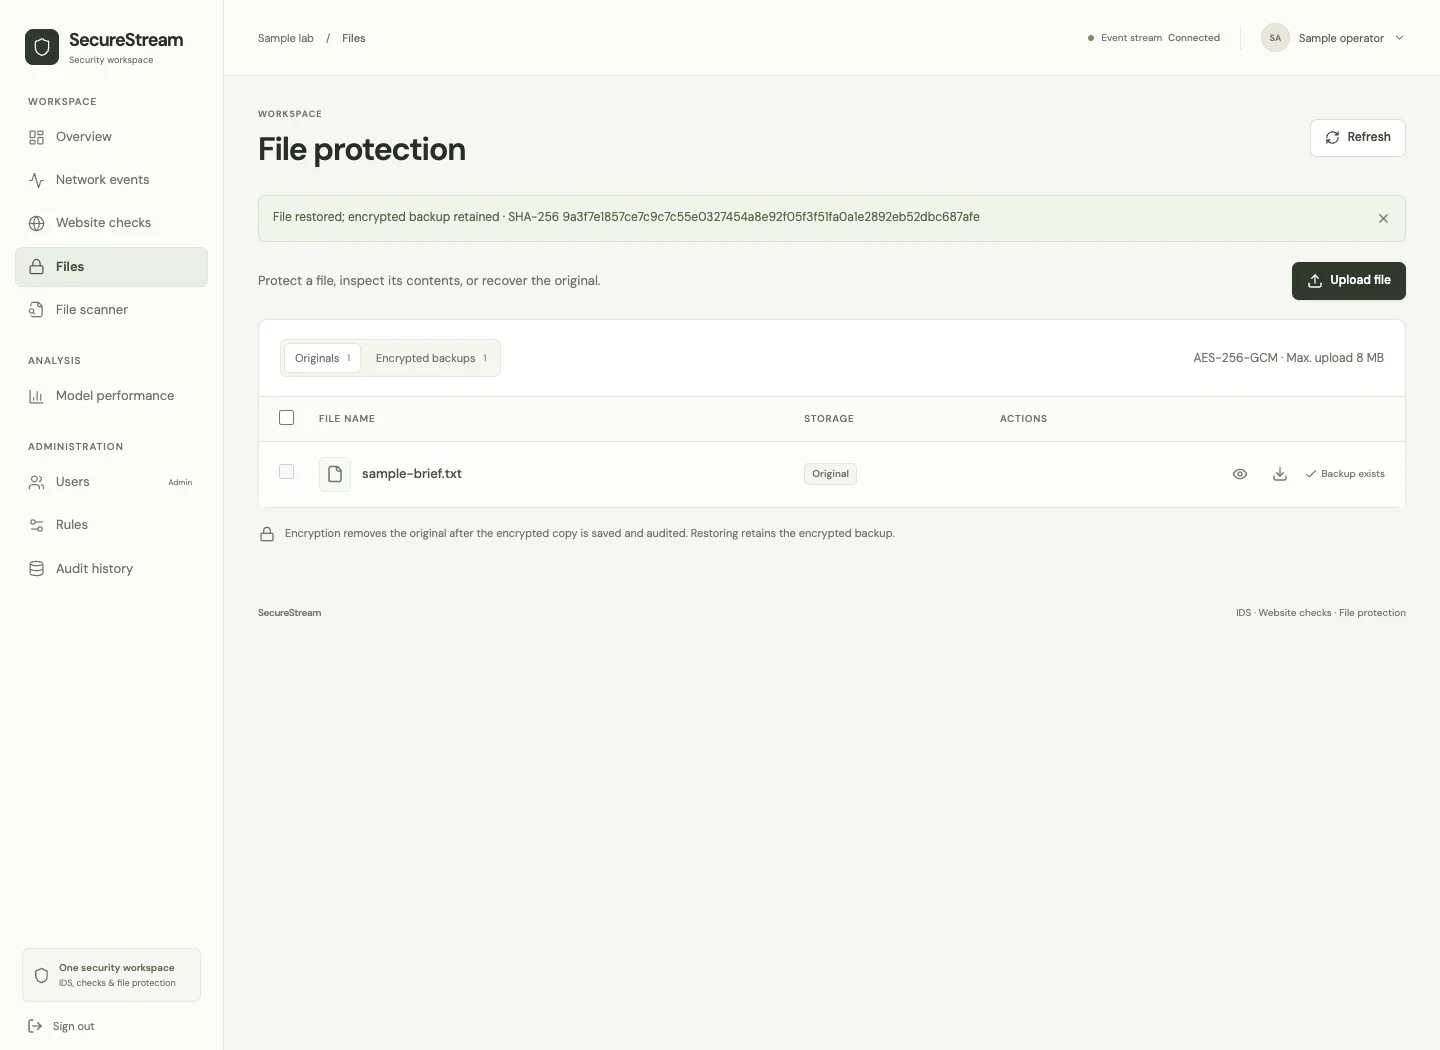 SecureStream
Security workspace
WORKSPACE
Overview
Network events
Website checks
Files
File scanner
ANALYSIS
Model performance
ADMINISTRATION
Users Admin
Rules
Audit history
One security workspace
IDS, checks & file protection
Sign out
Sample lab / Files
Event stream Connected
SA Sample operator
WORKSPACE
File protection
Refresh
File restored; encrypted backup retained · SHA-256 9a3f7e1857ce7c9c7c55e0327454a8e92f05f3f51fa0a1e2892eb52dbc687afe
Protect a file, inspect its contents, or recover the original.
Upload file
Originals 1 Encrypted backups 1
AES-256-GCM · Max. upload 8 MB
FILE NAME STORAGE ACTIONS
sample-brief.txt Original Backup exists
Encryption removes the original after the encrypted copy is saved and audited. Restoring retains the encrypted backup.
SecureStream
IDS · Website checks · File protection